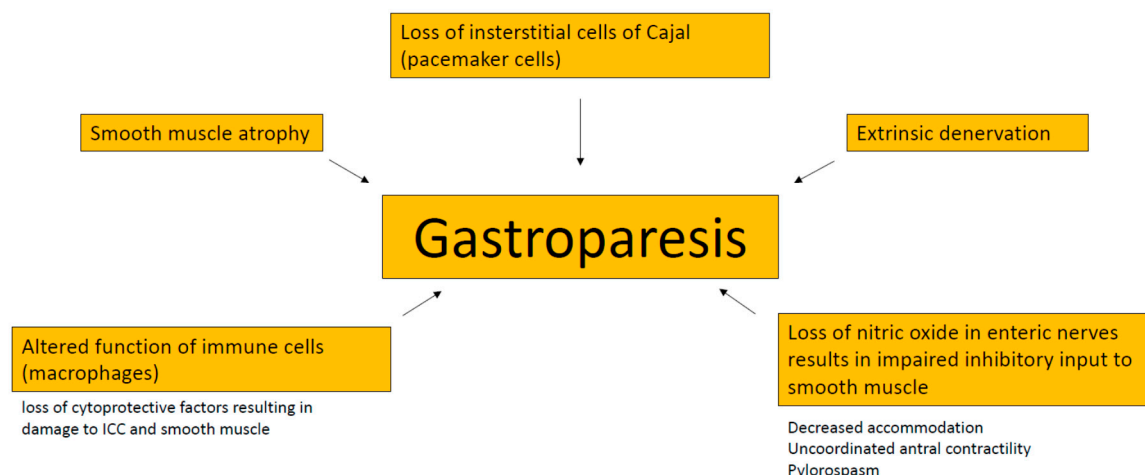 Loss of insterstitial cells of Cajal
(pacemaker cells)
Smooth muscle atrophy
Extrinsic denervation
Gastroparesis
Altered function of immune cells
(macrophages)
loss of cytoprotective factors resulting in
damage to ICC and smooth muscle
Loss of nitric oxide in enteric nerves
results in impaired inhibitory input to
smooth muscle
Decreased accommodation
Uncoordinated antral contractility
Pylorospasm